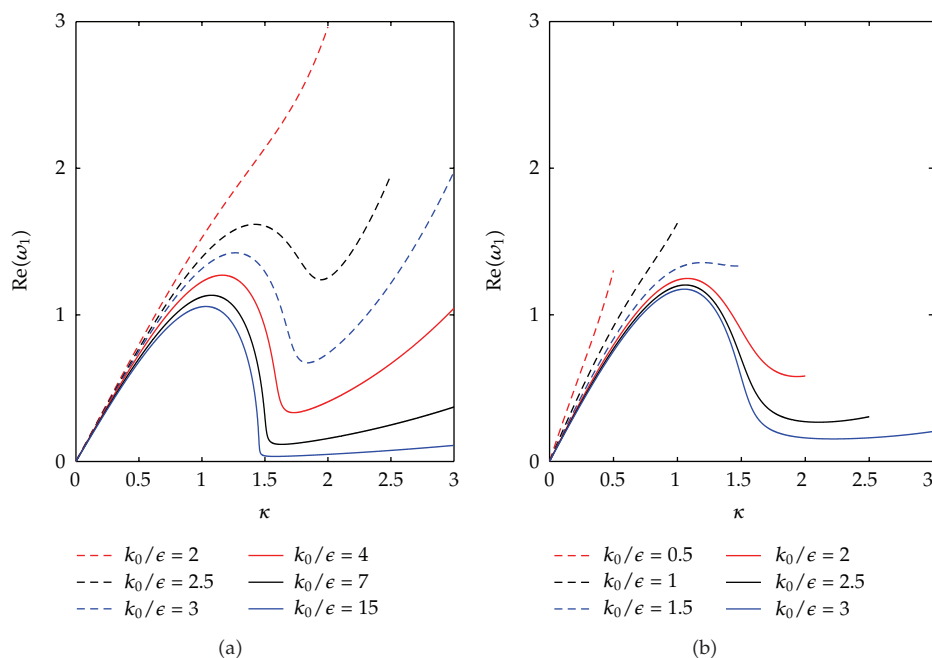 3
2
1
0
0
0.5
1
1.5
2
2.5
3
Re(ω₁)
κ
k₀/ϵ = 2
k₀/ϵ = 2.5
k₀/ϵ = 3
k₀/ϵ = 4
k₀/ϵ = 7
k₀/ϵ = 15
(a)
3
2
1
0
0
0.5
1
1.5
2
2.5
3
Re(ω₁)
κ
k₀/ϵ = 0.5
k₀/ϵ = 1
k₀/ϵ = 1.5
k₀/ϵ = 2
k₀/ϵ = 2.5
k₀/ϵ = 3
(b)